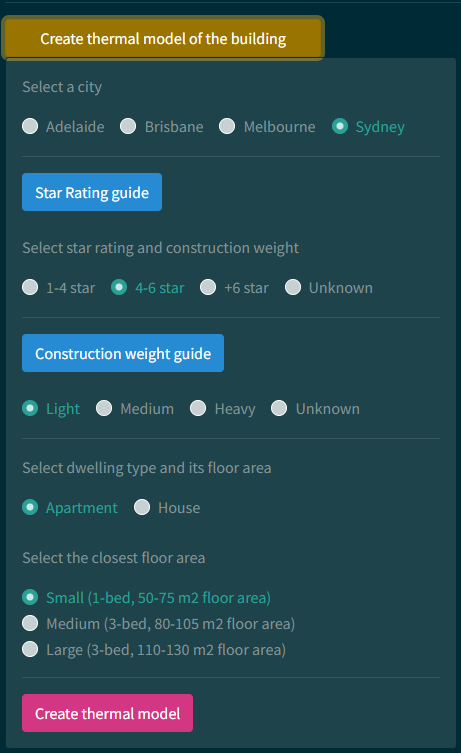 Create thermal model of the building
Select a city
Adelaide Brisbane Melbourne Sydney
Star Rating guide
Select star rating and construction weight
1-4 star 4-6 star +6 star Unknown
Construction weight guide
Light Medium Heavy Unknown
Select dwelling type and its floor area
Apartment House
Select the closest floor area
Small (1-bed, 50-75 m2 floor area)
Medium (3-bed, 80-105 m2 floor area)
Large (3-bed, 110-130 m2 floor area)
Create thermal model